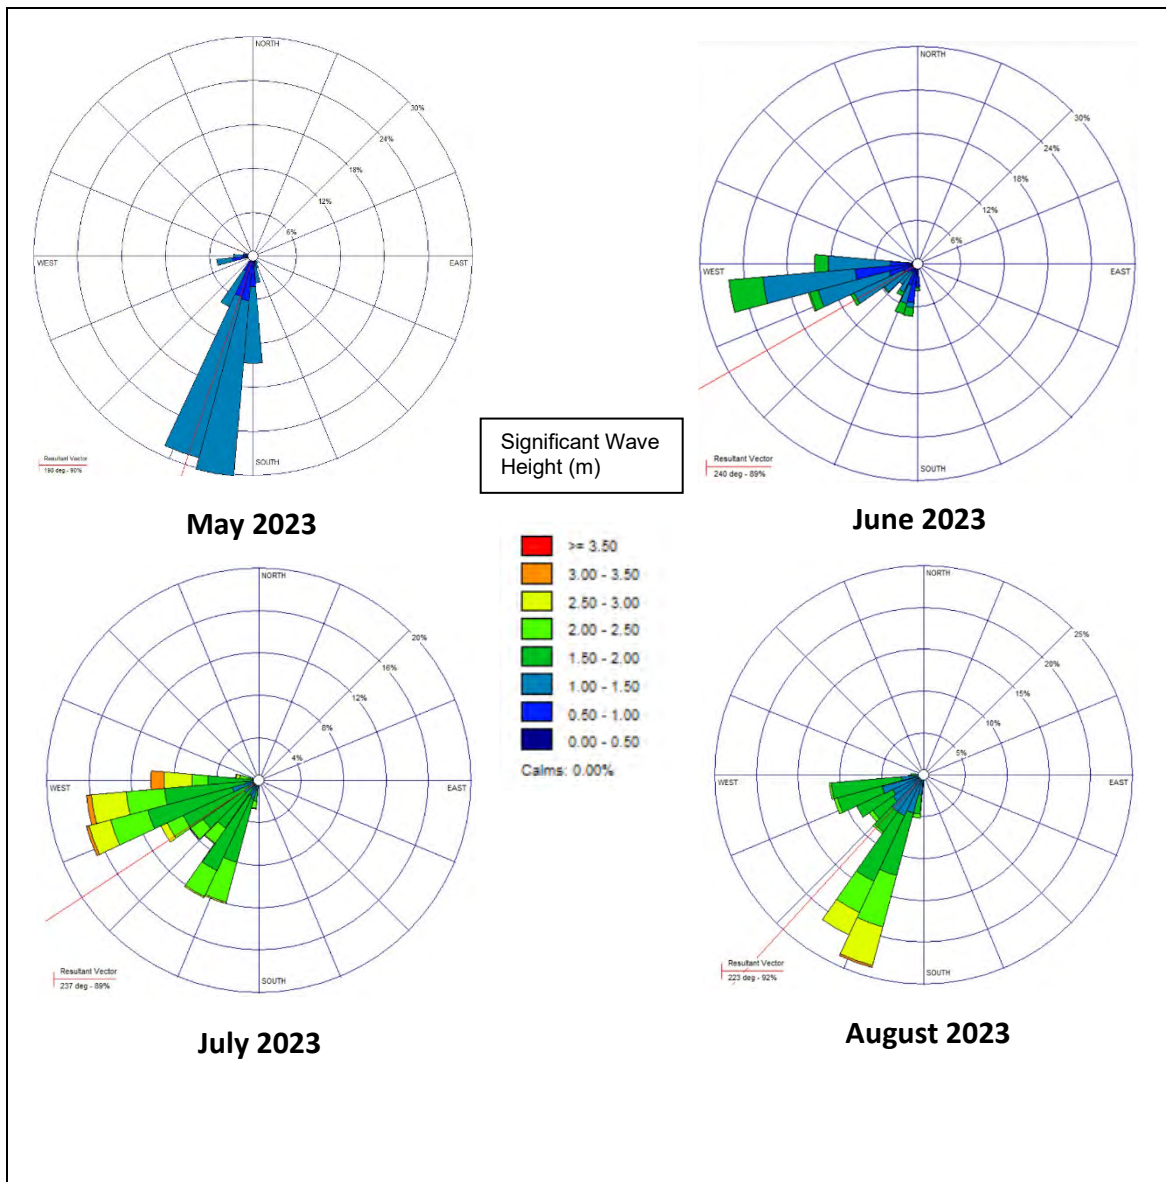 NORTH
30%
24%
18%
12%
6%
WEST
EAST
SOUTH
Resultant Vector
190 deg - 90%
May 2023
NORTH
30%
24%
18%
12%
6%
WEST
EAST
SOUTH
Resultant Vector
240 deg - 89%
June 2023
Significant Wave
Height (m)
>= 3.50
3.00 - 3.50
2.50 - 3.00
2.00 - 2.50
1.50 - 2.00
1.00 - 1.50
0.50 - 1.00
0.00 - 0.50
Calms: 0.00%
NORTH
20%
16%
12%
8%
4%
WEST
EAST
SOUTH
Resultant Vector
237 deg - 89%
July 2023
NORTH
25%
20%
15%
10%
5%
WEST
EAST
SOUTH
Resultant Vector
223 deg - 92%
August 2023